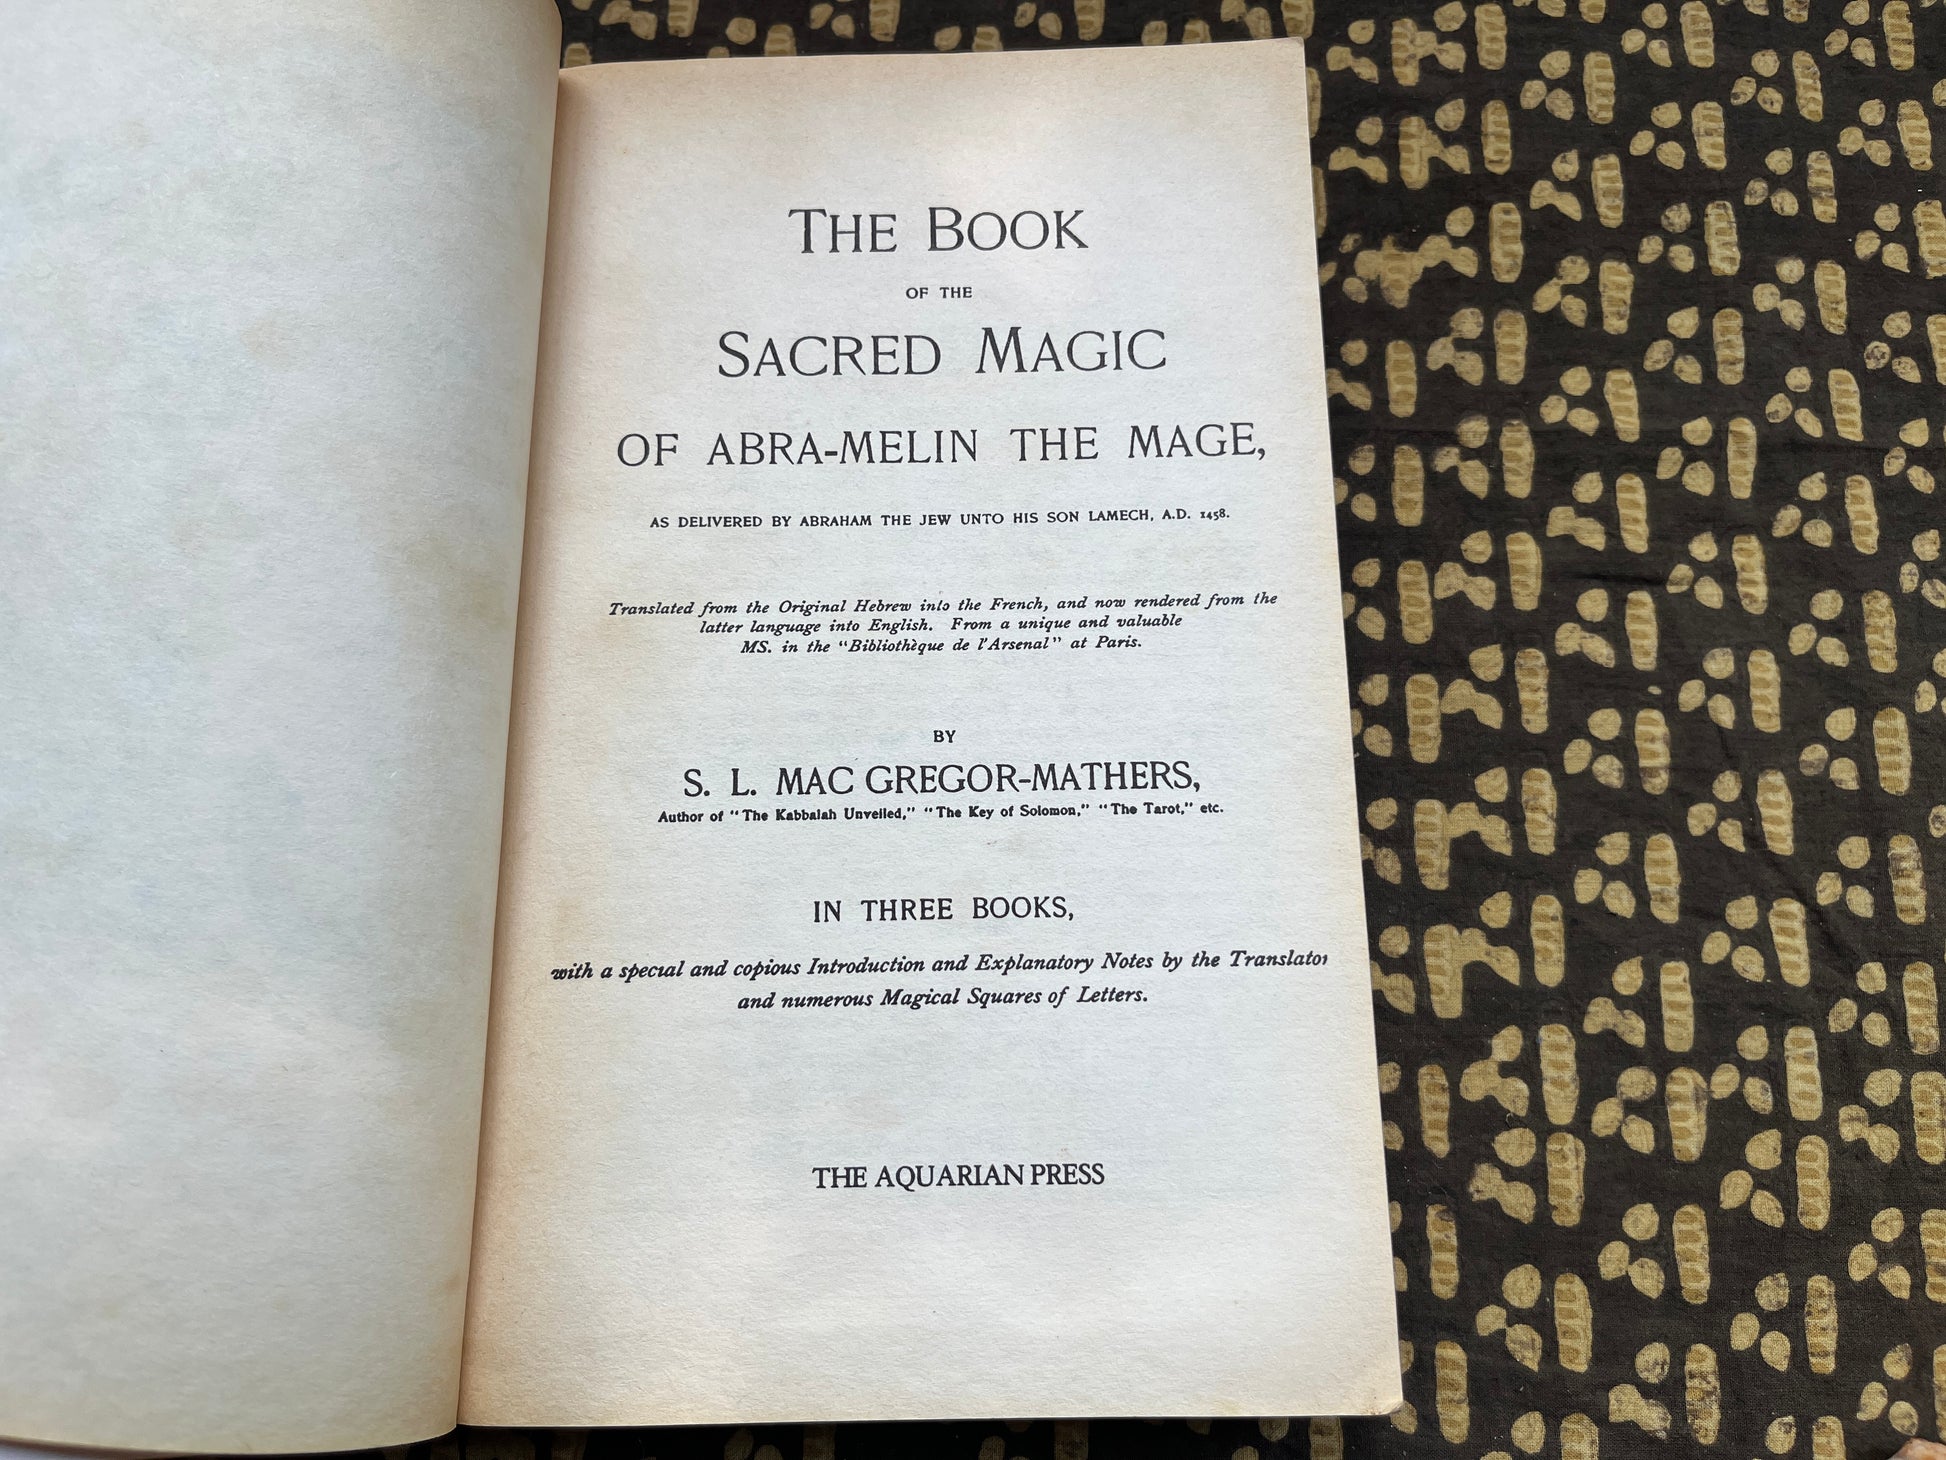 THE BOOK
OF THE
SACRED MAGIC
OF ABRA-MELIN THE MAGE,
AS DELIVERED BY ABRAHAM THE JEW UNTO HIS SON LAMECH, A.D. 1458.
Translated from the Original Hebrew into the French, and now rendered from the
latter language into English. From a unique and valuable
MS. in the "Bibliothèque de l'Arsenal" at Paris.
BY
S. L. MAC GREGOR-MATHERS,
Author of "The Kabbalah Unveiled," "The Key of Solomon," "The Tarot," etc.
IN THREE BOOKS,
with a special and copious Introduction and Explanatory Notes by the Translator
and numerous Magical Squares of Letters.
THE AQUARIAN PRESS